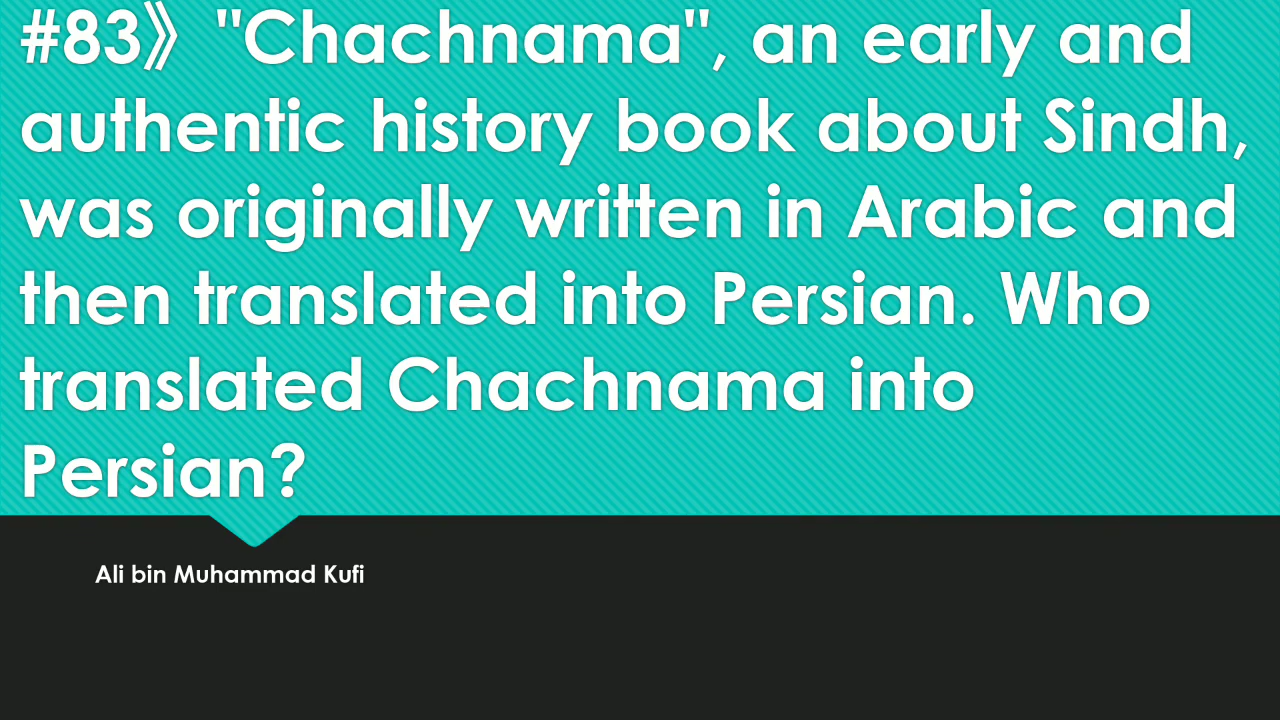 #83》 "Chachnama", an early and
authentic history book about Sindh,
was originally written in Arabic and
then translated into Persian. Who
translated Chachnama into
Persian?
Ali bin Muhammad Kufi